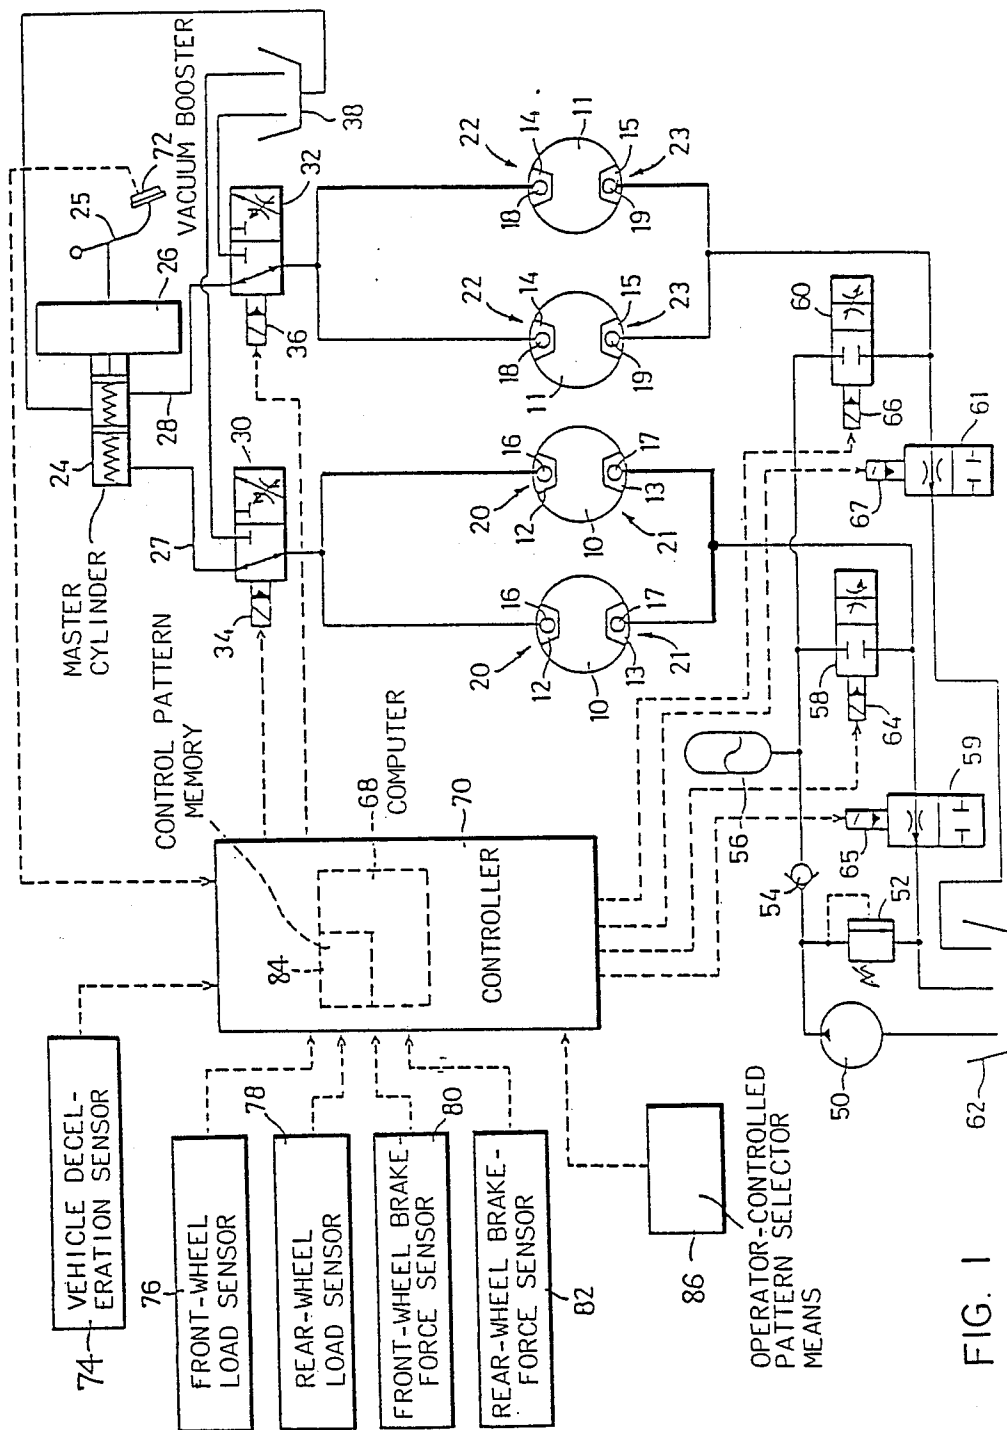 VEHICLE DECEL-
ERATION SENSOR
74
FRONT-WHEEL
LOAD SENSOR
76
REAR-WHEEL
LOAD SENSOR
78
FRONT-WHEEL BRAKE-
FORCE SENSOR
80
REAR-WHEEL BRAKE-
FORCE SENSOR
82
86
OPERATOR-CONTROLLED
PATTERN SELECTOR
MEANS
CONTROL PATTERN
MEMORY
84
68
COMPUTER
70
CONTROLLER
MASTER
CYLINDER
24
26
25
72
VACUUM BOOSTER
27
28
38
30
32
34
36
20
16
12
10
17
13
21
20
16
12
10
17
13
21
22
18
14
11
19
15
23
22
18
14
11
19
15
23
50
52
54
56
58
59
60
61
62
64
65
66
67
FIG. 1